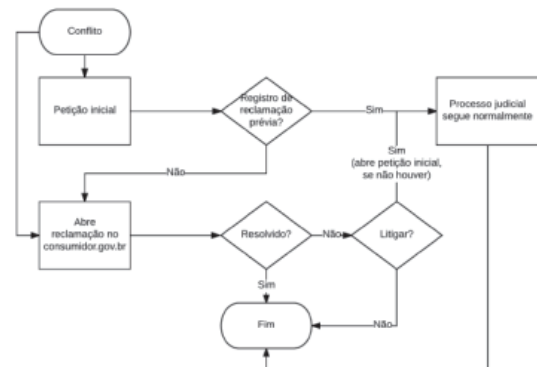 Conflito
Petição inicial
Registro de
reclamação
prévia?
Sim
Processo judicial
segue normalmente
Sim
(abre petição inicial,
se não houver)
Não
Abre
reclamação no
consumidor.gov.br
Resolvido?
Não
Litigar?
Sim
Fim
Não